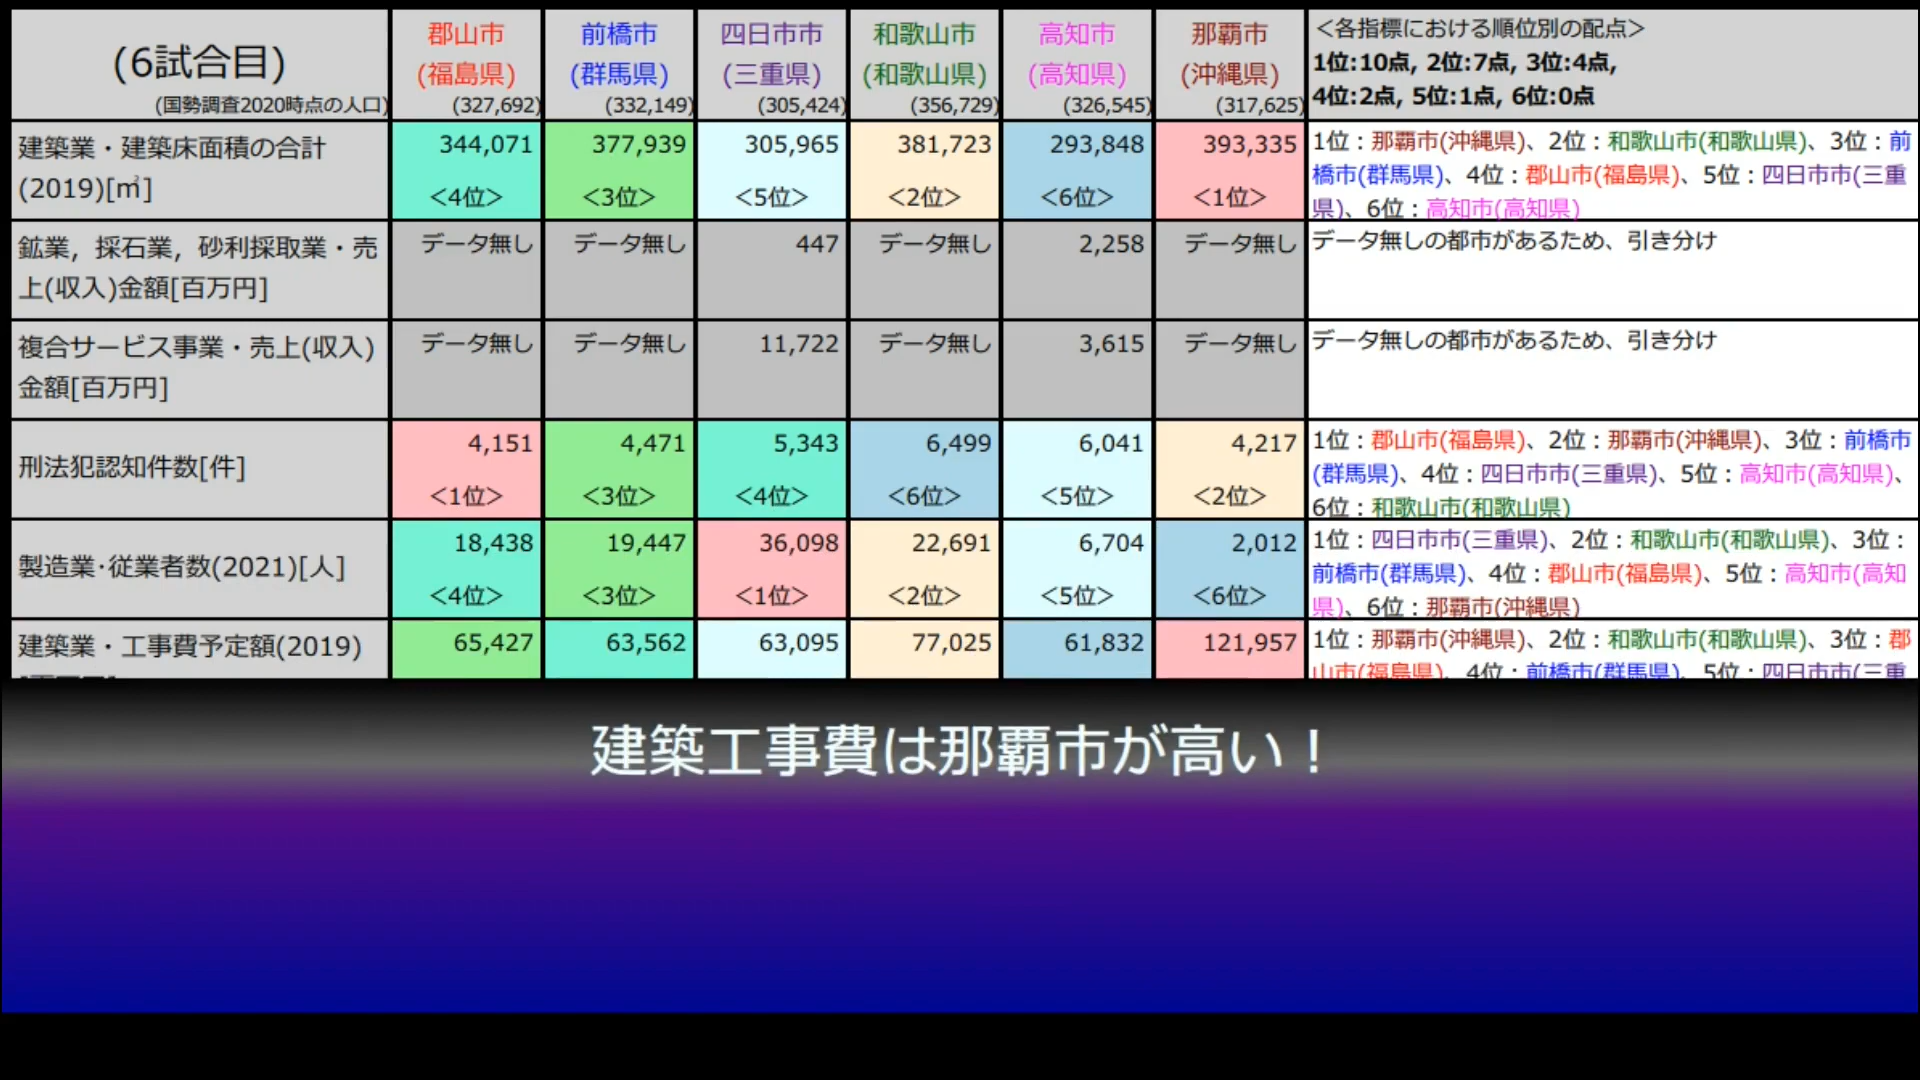 (6試合目)
(国勢調査2020時点の人口)
郡山市
(福島県)
(327,692)
前橋市
(群馬県)
(332,149)
四日市市
(三重県)
(305,424)
和歌山市
(和歌山県)
(356,729)
高知市
(高知県)
(326,545)
那覇市
(沖縄県)
(317,625)
＜各指標における順位別の配点＞
1位:10点, 2位:7点, 3位:4点,
4位:2点, 5位:1点, 6位:0点
建築業・建築床面積の合計
(2019)[㎡]
344,071
<4位>
377,939
<3位>
305,965
<5位>
381,723
<2位>
293,848
<6位>
393,335
<1位>
1位：那覇市(沖縄県)、2位：和歌山市(和歌山県)、3位：前
橋市(群馬県)、4位：郡山市(福島県)、5位：四日市市(三重
県)、6位：高知市(高知県)
鉱業，採石業，砂利採取業・売
上(収入)金額[百万円]
データ無し
データ無し
447
データ無し
2,258
データ無し
データ無しの都市があるため、引き分け
複合サービス事業・売上(収入)
金額[百万円]
データ無し
データ無し
11,722
データ無し
3,615
データ無し
データ無しの都市があるため、引き分け
刑法犯認知件数[件]
4,151
<1位>
4,471
<3位>
5,343
<4位>
6,499
<6位>
6,041
<5位>
4,217
<2位>
1位：郡山市(福島県)、2位：那覇市(沖縄県)、3位：前橋市
(群馬県)、4位：四日市市(三重県)、5位：高知市(高知県)、
6位：和歌山市(和歌山県)
製造業･従業者数(2021)[人]
18,438
<4位>
19,447
<3位>
36,098
<1位>
22,691
<2位>
6,704
<5位>
2,012
<6位>
1位：四日市市(三重県)、2位：和歌山市(和歌山県)、3位：
前橋市(群馬県)、4位：郡山市(福島県)、5位：高知市(高知
県)、6位：那覇市(沖縄県)
建築業・工事費予定額(2019)
65,427
63,562
63,095
77,025
61,832
121,957
1位：那覇市(沖縄県)、2位：和歌山市(和歌山県)、3位：郡
山市(福島県)、4位：前橋市(群馬県)、5位：四日市市(三重
建築工事費は那覇市が高い！